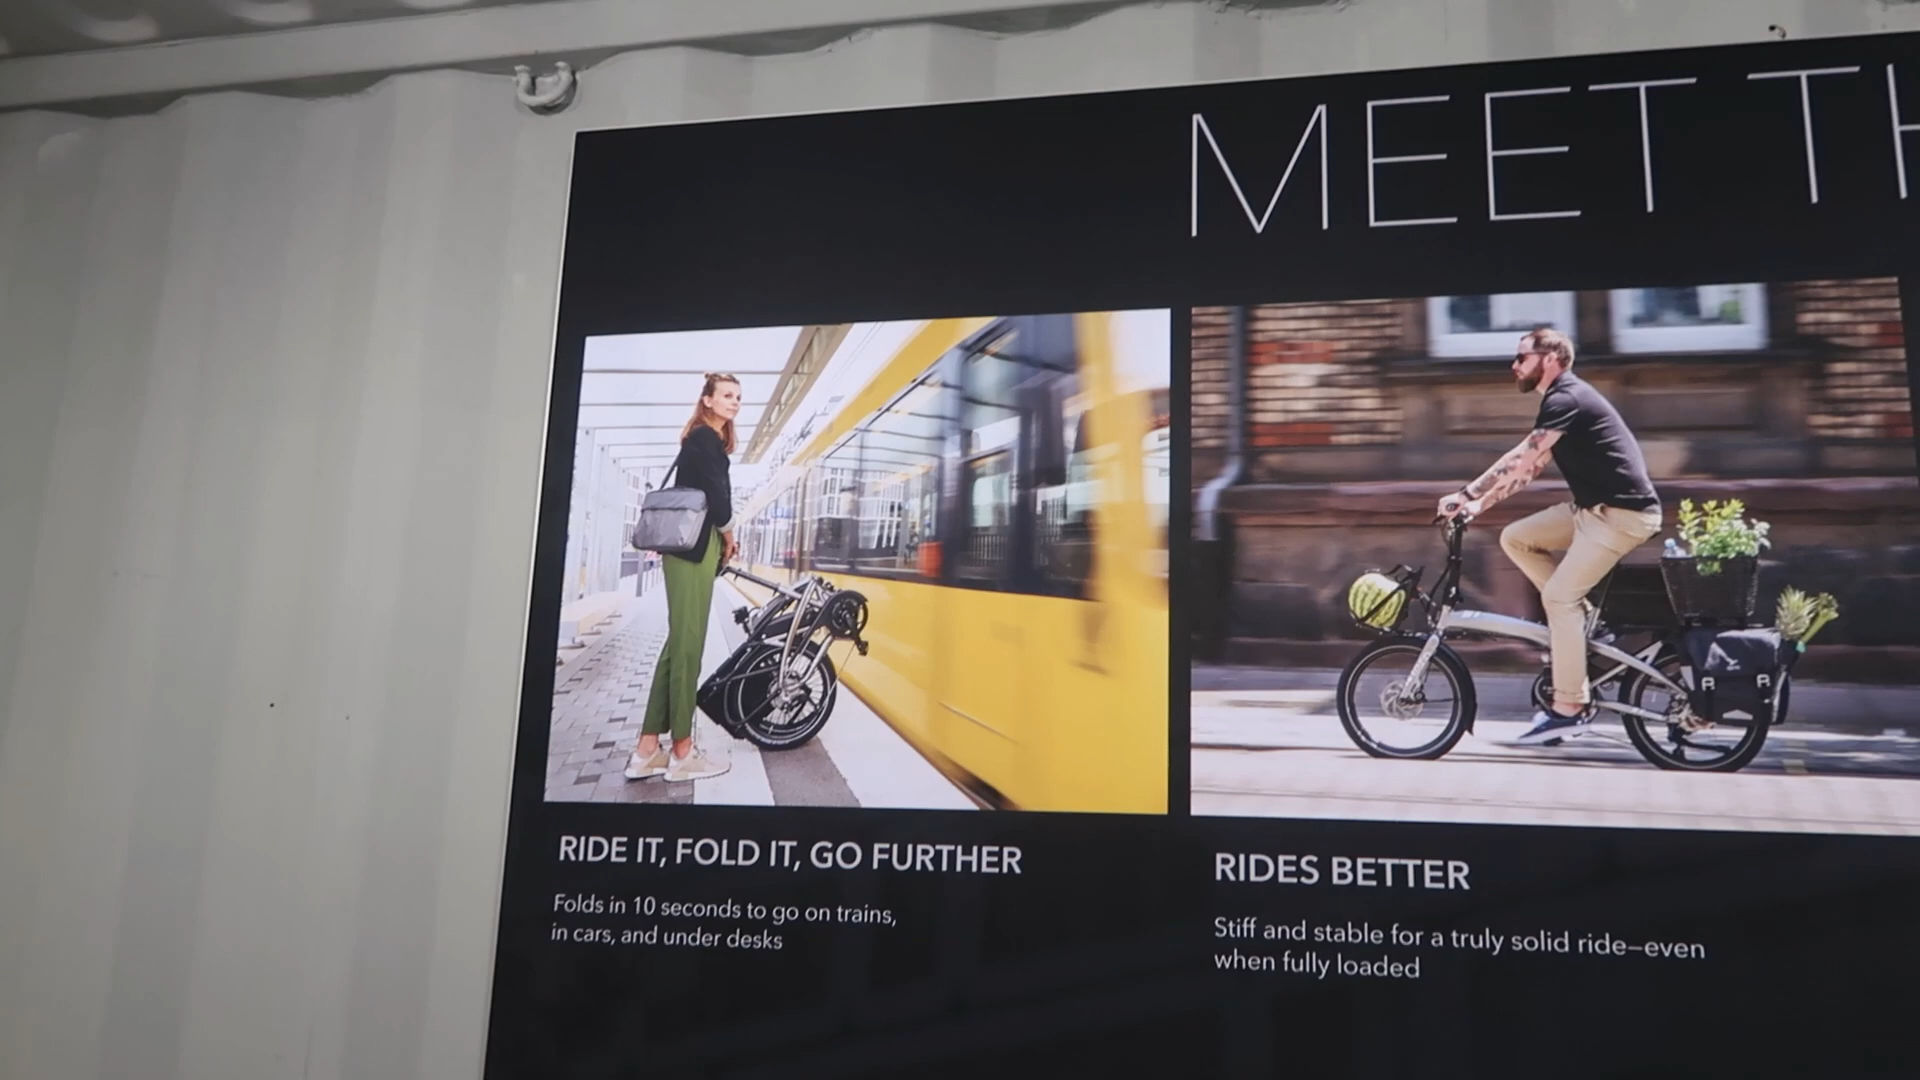 MEET TH
RIDE IT, FOLD IT, GO FURTHER
Folds in 10 seconds to go on trains,
in cars, and under desks
RIDES BETTER
Stiff and stable for a truly solid ride—even
when fully loaded